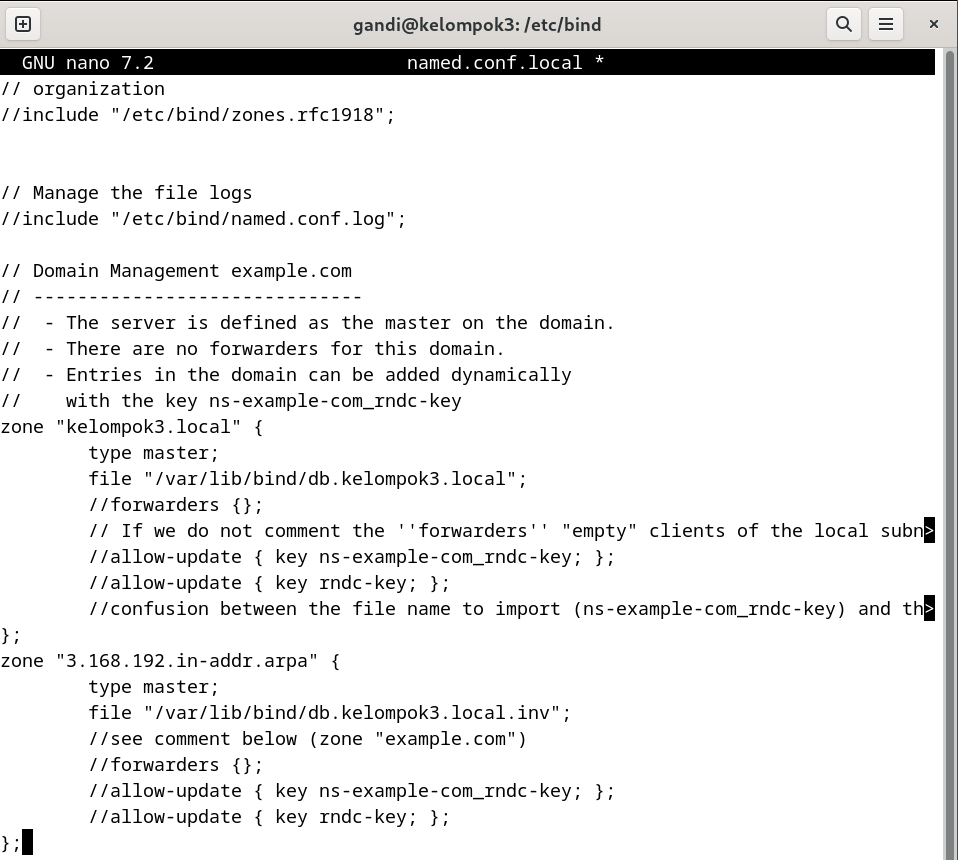 gandi@kelompok3: /etc/bind
GNU nano 7.2 named.conf.local *
// organization
//include "/etc/bind/zones.rfc1918";
// Manage the file logs
//include "/etc/bind/named.conf.log";
// Domain Management example.com
// ------------------------------
//  - The server is defined as the master on the domain.
//  - There are no forwarders for this domain.
//  - Entries in the domain can be added dynamically
//    with the key ns-example-com_rndc-key
zone "kelompok3.local" {
        type master;
        file "/var/lib/bind/db.kelompok3.local";
        //forwarders {};
        // If we do not comment the ''forwarders'' "empty" clients of the local subn>
        //allow-update { key ns-example-com_rndc-key; };
        //allow-update { key rndc-key; };
        //confusion between the file name to import (ns-example-com_rndc-key) and th>
};
zone "3.168.192.in-addr.arpa" {
        type master;
        file "/var/lib/bind/db.kelompok3.local.inv";
        //see comment below (zone "example.com")
        //forwarders {};
        //allow-update { key ns-example-com_rndc-key; };
        //allow-update { key rndc-key; };
};